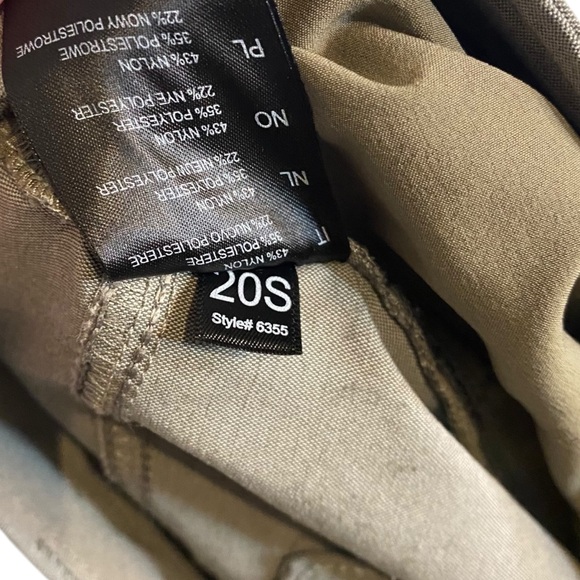 IT 43% NYLON
35% POLIESTERE
22% NUOVO POLIESTERE
NL 43% NYLON
35% POLYESTER
22% NIEUW POLYESTER
NO 43% NYLON
35% POLYESTER
22% NYE POLYESTER
PL 43% NYLON
35% POLIESTROWE
22% NOWY POLIESTROWE
20S
Style# 6355